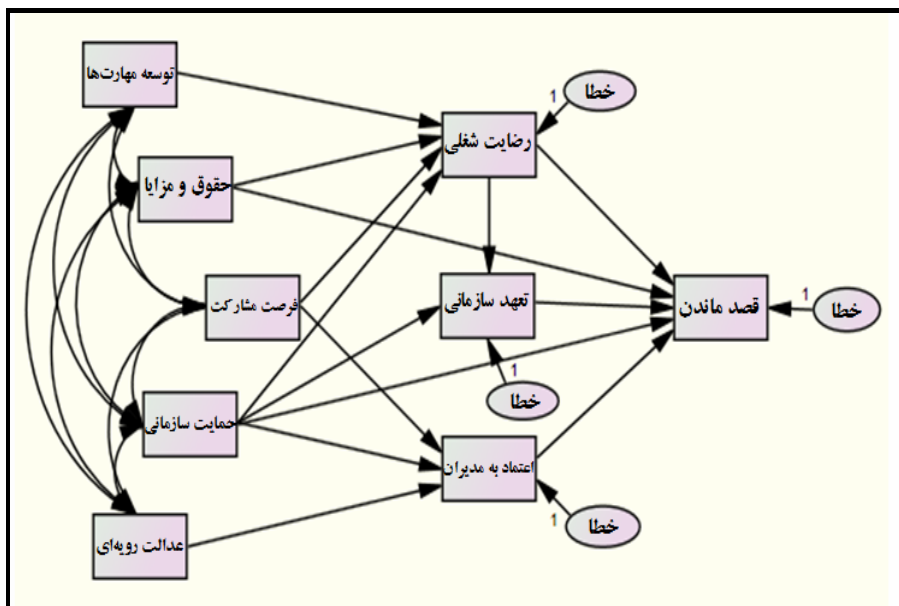 توسعه مهارت‌ها
حقوق و مزایا
فرصت مشارکت
حمایت سازمانی
عدالت رویه‌ای
رضایت شغلی
تعهد سازمانی
اعتماد به مدیران
قصد ماندن
خطا
1
خطا
1
خطا
1
خطا
1